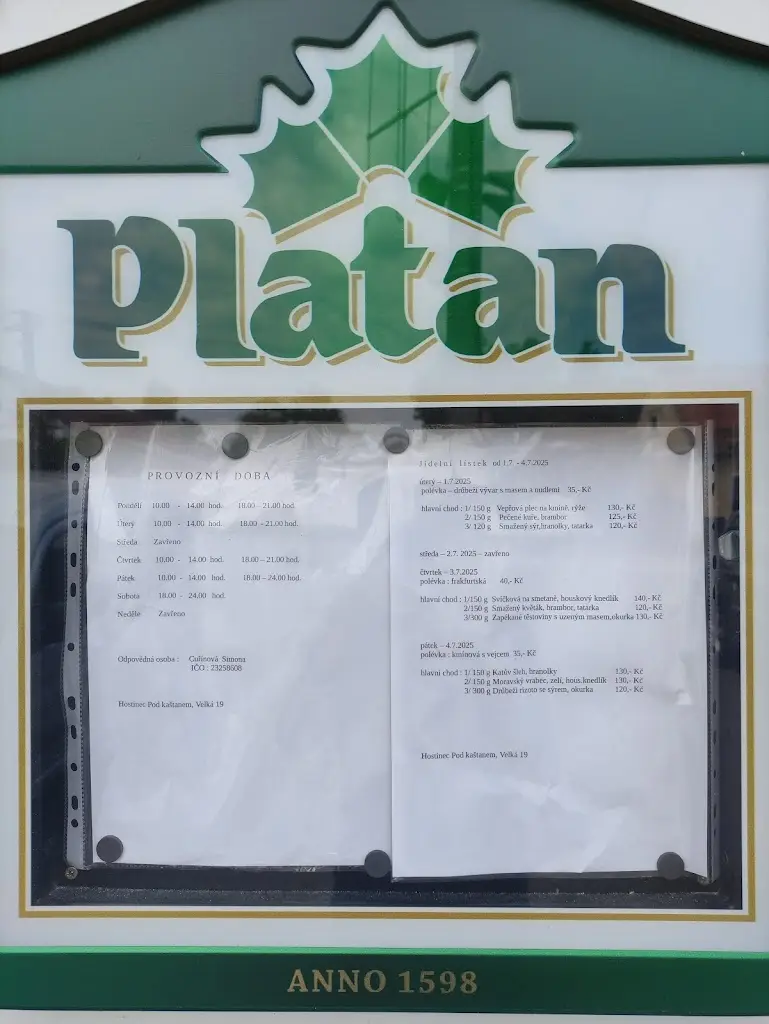 Platan
PROVOZNÍ DOBA
Pondělí 10.00 - 14.00 hod. 18.00 – 21.00 hod.
Úterý 10.00 - 14.00 hod. 18.00 – 21.00 hod.
Středa Zavřeno
Čtvrtek 10.00 - 14.00 hod. 18.00 – 21.00 hod.
Pátek 10.00 - 14.00 hod. 18.00 – 24.00 hod.
Sobota 18.00 - 24.00 hod.
Neděle Zavřeno
Odpovědná osoba : Simona
IČO : 23258608
Hostinec Pod kaštanem, Velká 19
Jídelní lístek od 1.7 - 4.7.2025
úterý – 1.7.2025
polévka – drůbeží vývar s masem a nudlemi 35,- Kč
hlavní chod : 1/ 150 g Vepřová plec na kmíně, rýže 130,- Kč
2/ 150 g Pečené kuře, brambor 125,- Kč
3/ 120 g Smažený sýr,hranolky, tatarka 120,- Kč
středa – 2.7. 2025 – zavřeno
čtvrtek – 3.7.2025
polévka : frakfurtská 40,- Kč
hlavní chod : 1/150 g Svíčková na smetaně, houskový knedlík 140,- Kč
2/150 g Smažený květák, brambor, tatarka 120,- Kč
3/300 g Zapékané těstoviny s uzeným masem,okurka 130,- Kč
pátek – 4.7.2025
polévka : kmínová s vejcem 35,- Kč
hlavní chod : 1/ 150 g Katův šleh, hranolky 130,- Kč
2/ 150 g Moravský vrabec, zelí, hous.knedlík 130,- Kč
3/ 300 g Drůbeží rizoto se sýrem, okurka 120,- Kč
Hostinec Pod kaštanem, Velká 19
ANNO 1598